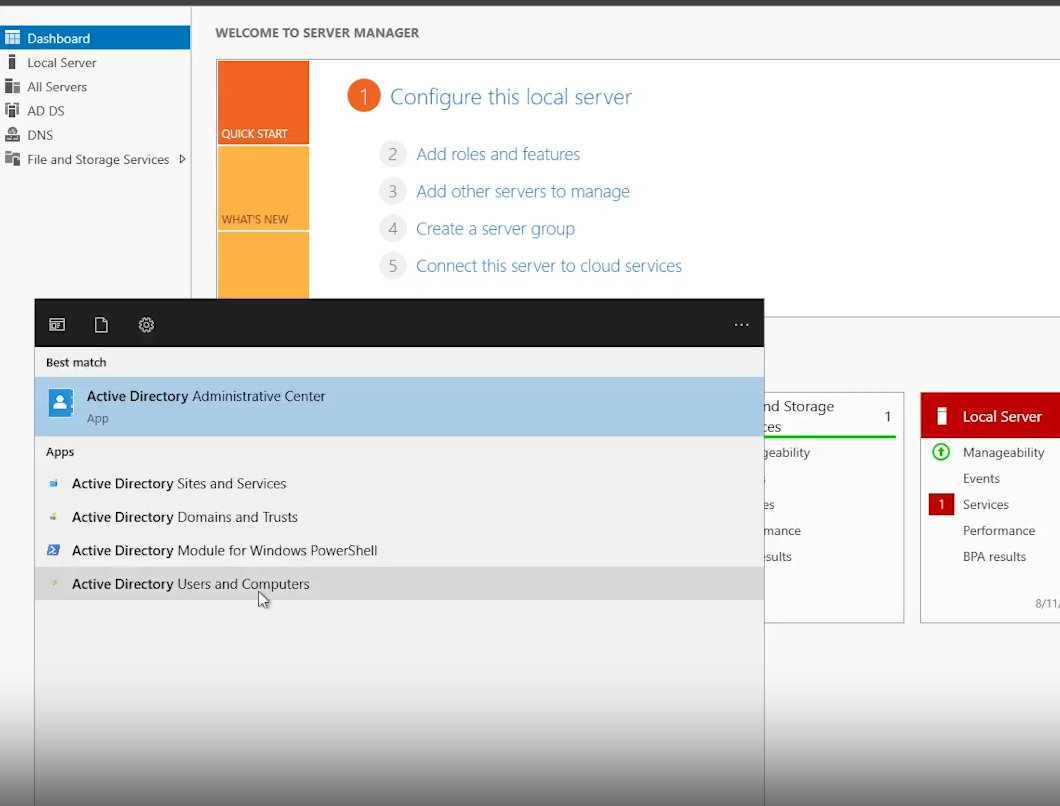 Dashboard
Local Server
All Servers
AD DS
DNS
File and Storage Services
WELCOME TO SERVER MANAGER
QUICK START
WHAT'S NEW
1 Configure this local server
2 Add roles and features
3 Add other servers to manage
4 Create a server group
5 Connect this server to cloud services
Best match
Active Directory Administrative Center
App
Apps
Active Directory Sites and Services
Active Directory Domains and Trusts
Active Directory Module for Windows PowerShell
Active Directory Users and Computers
nd Storage 1
ces
geability
es
mance
sults
Local Server
Manageability
Events
1 Services
Performance
BPA results
8/11/